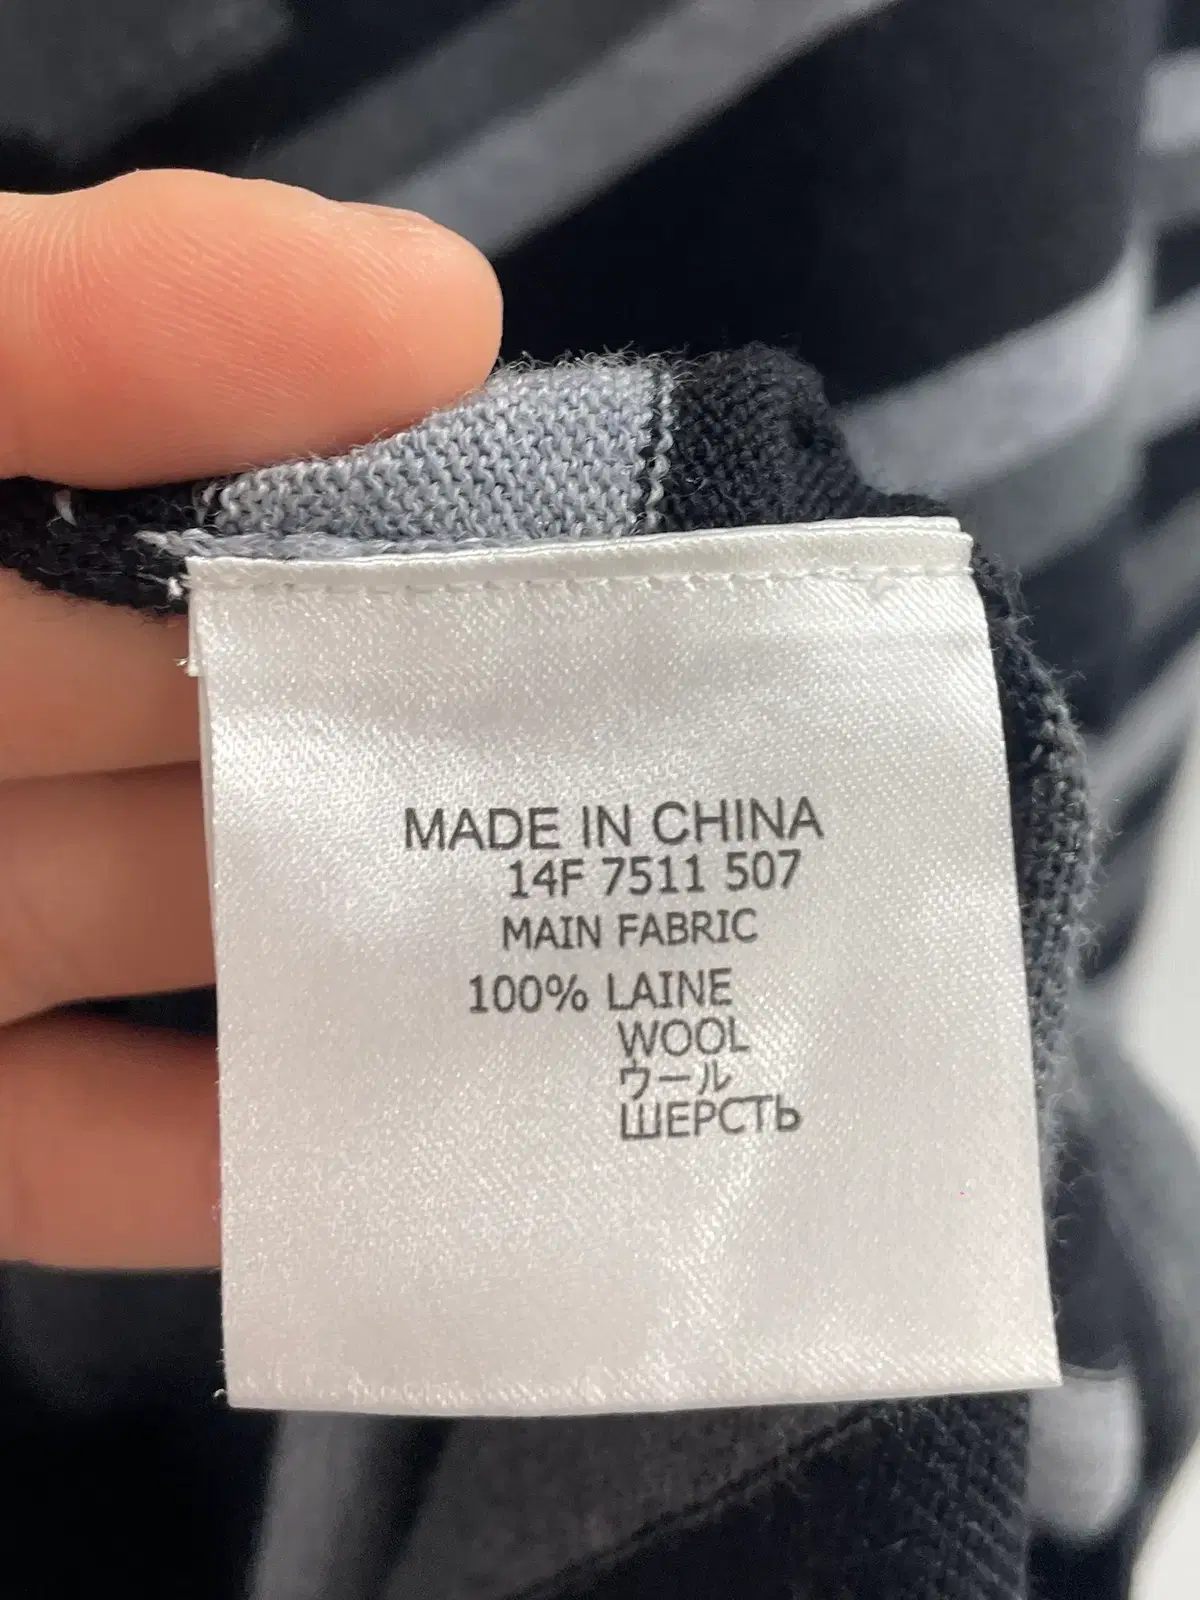 MADE IN CHINA
14F 7511 507
MAIN FABRIC
100% LAINE
WOOL
ウール
ШЕРСТЬ